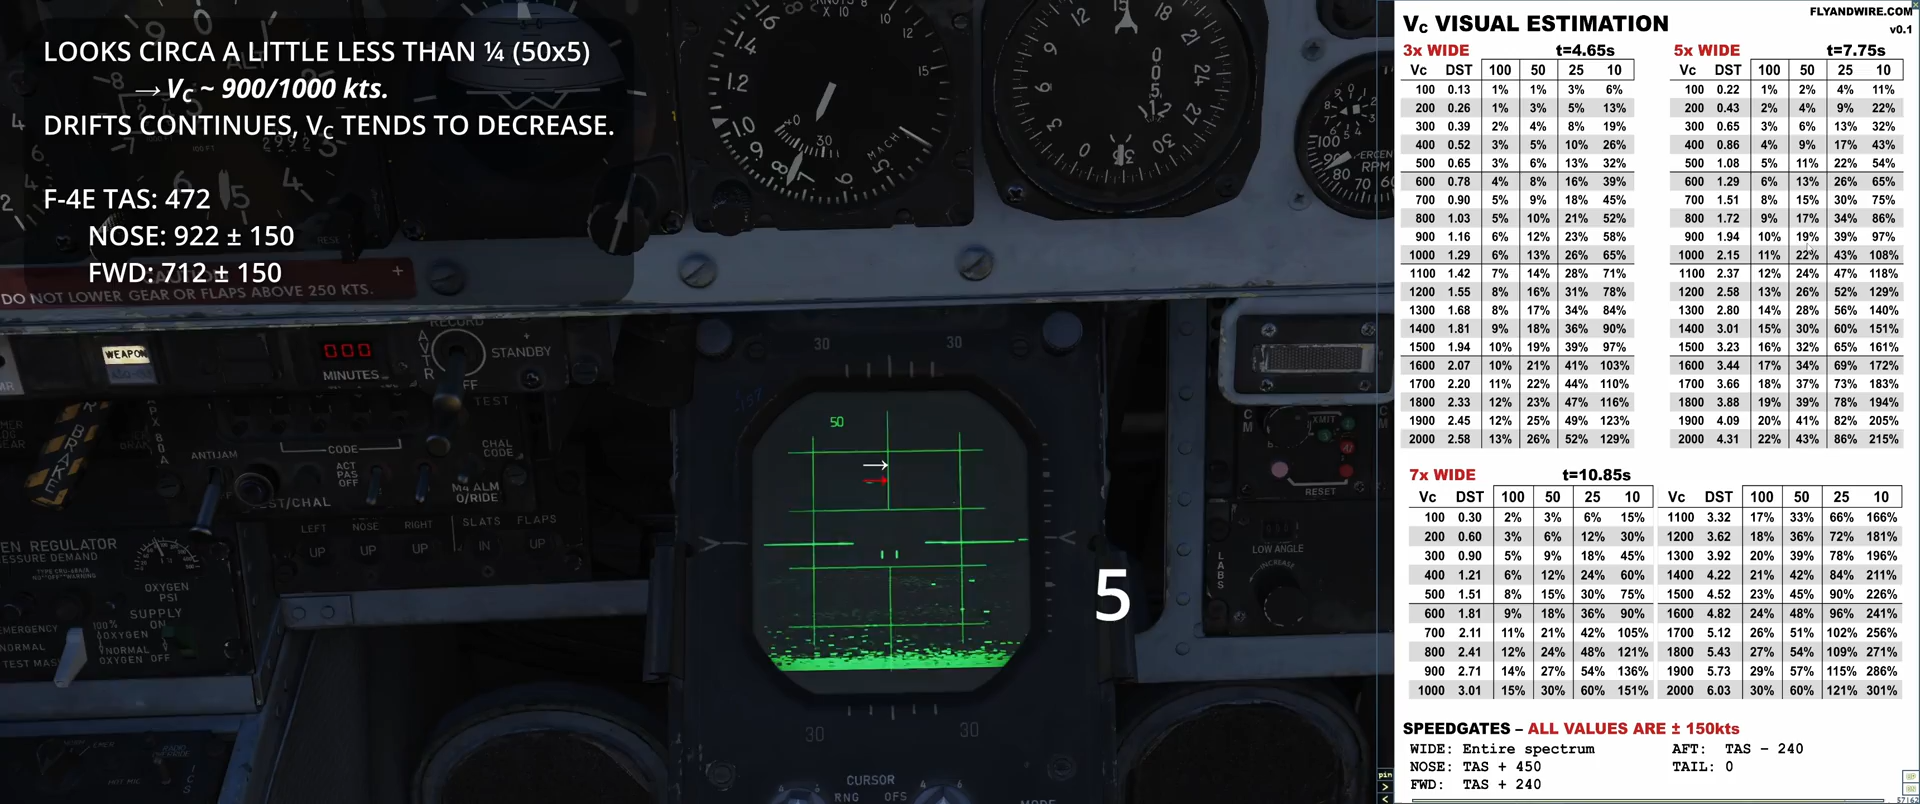 LOOKS CIRCA A LITTLE LESS THAN ¼ (50x5)
→ VC ~ 900/1000 kts.
DRIFTS CONTINUES, VC TENDS TO DECREASE.
F-4E TAS: 472
NOSE: 922 ± 150
FWD: 712 ± 150
DO NOT LOWER GEAR OR FLAPS ABOVE 250 KTS.
WEAPON
000
MINUTES
RECORD
STANDBY
TEST
BRAKE
CODE
ANTIJAM
ACT
PAS
OFF
CHAL
CODE
M4 ALM
O/RIDE
LEFT
NOSE
RIGHT
SLATS
FLAPS
UP
UP
UP
IN
UP
EN REGULATOR
OXYGEN
SUPPLY
ON
EMERGENCY
100%
OXYGEN
NORMAL
OXYGEN
OFF
NORMAL
TEST MAS
30
30
50
5
30
30
CURSOR
RNG
OFS
XMIT
RESET
LOW ANGLE
INCREASE
LABS
MACH
FLYANDWIRE.COM
VC VISUAL ESTIMATION
v0.1
3x WIDE t=4.65s
Vc DST 100 50 25 10
100 0.13 1% 1% 3% 6%
200 0.26 1% 3% 5% 13%
300 0.39 2% 4% 8% 19%
400 0.52 3% 5% 10% 26%
500 0.65 3% 6% 13% 32%
600 0.78 4% 8% 16% 39%
700 0.90 5% 9% 18% 45%
800 1.03 5% 10% 21% 52%
900 1.16 6% 12% 23% 58%
1000 1.29 6% 13% 26% 65%
1100 1.42 7% 14% 28% 71%
1200 1.55 8% 16% 31% 78%
1300 1.68 8% 17% 34% 84%
1400 1.81 9% 18% 36% 90%
1500 1.94 10% 19% 39% 97%
1600 2.07 10% 21% 41% 103%
1700 2.20 11% 22% 44% 110%
1800 2.33 12% 23% 47% 116%
1900 2.45 12% 25% 49% 123%
2000 2.58 13% 26% 52% 129%
5x WIDE t=7.75s
Vc DST 100 50 25 10
100 0.22 1% 2% 4% 11%
200 0.43 2% 4% 9% 22%
300 0.65 3% 6% 13% 32%
400 0.86 4% 9% 17% 43%
500 1.08 5% 11% 22% 54%
600 1.29 6% 13% 26% 65%
700 1.51 8% 15% 30% 75%
800 1.72 9% 17% 34% 86%
900 1.94 10% 19% 39% 97%
1000 2.15 11% 22% 43% 108%
1100 2.37 12% 24% 47% 118%
1200 2.58 13% 26% 52% 129%
1300 2.80 14% 28% 56% 140%
1400 3.01 15% 30% 60% 151%
1500 3.23 16% 32% 65% 161%
1600 3.44 17% 34% 69% 172%
1700 3.66 18% 37% 73% 183%
1800 3.88 19% 39% 78% 194%
1900 4.09 20% 41% 82% 205%
2000 4.31 22% 43% 86% 215%
7x WIDE t=10.85s
Vc DST 100 50 25 10
100 0.30 2% 3% 6% 15%
200 0.60 3% 6% 12% 30%
300 0.90 5% 9% 18% 45%
400 1.21 6% 12% 24% 60%
500 1.51 8% 15% 30% 75%
600 1.81 9% 18% 36% 90%
700 2.11 11% 21% 42% 105%
800 2.41 12% 24% 48% 121%
900 2.71 14% 27% 54% 136%
1000 3.01 15% 30% 60% 151%
Vc DST 100 50 25 10
1100 3.32 17% 33% 66% 166%
1200 3.62 18% 36% 72% 181%
1300 3.92 20% 39% 78% 196%
1400 4.22 21% 42% 84% 211%
1500 4.52 23% 45% 90% 226%
1600 4.82 24% 48% 96% 241%
1700 5.12 26% 51% 102% 256%
1800 5.43 27% 54% 109% 271%
1900 5.73 29% 57% 115% 286%
2000 6.03 30% 60% 121% 301%
SPEEDGATES – ALL VALUES ARE ± 150kts
WIDE: Entire spectrum
NOSE: TAS + 450
FWD: TAS + 240
AFT: TAS – 240
TAIL: 0
pin